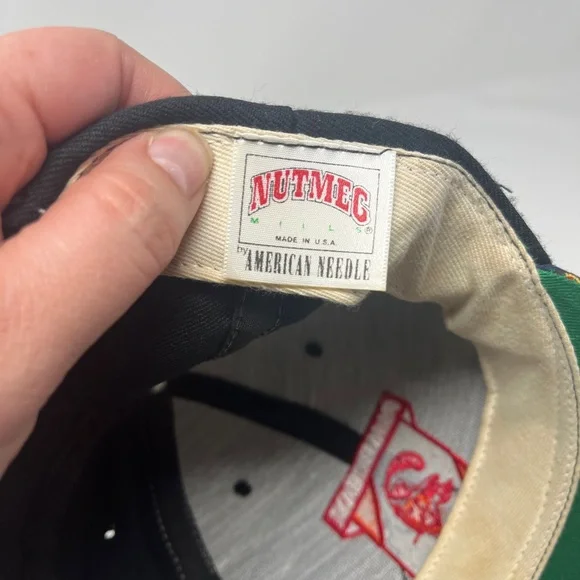 NUTMEG
MILLS®
MADE IN U.S.A.
by AMERICAN NEEDLE